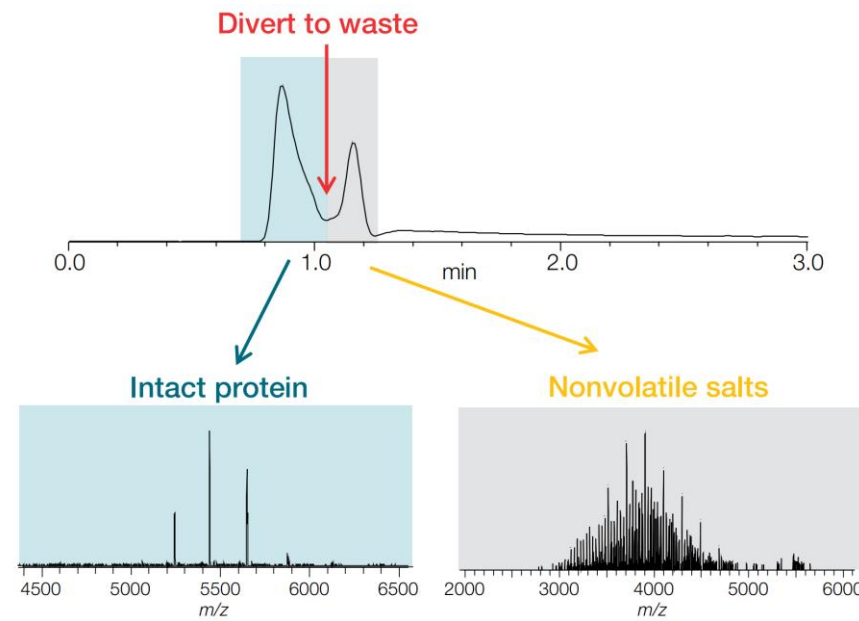 Divert to waste
0.0 1.0 2.0 3.0
min
Intact protein
Nonvolatile salts
4500 5000 5500 6000 6500
m/z
2000 3000 4000 5000 6000
m/z